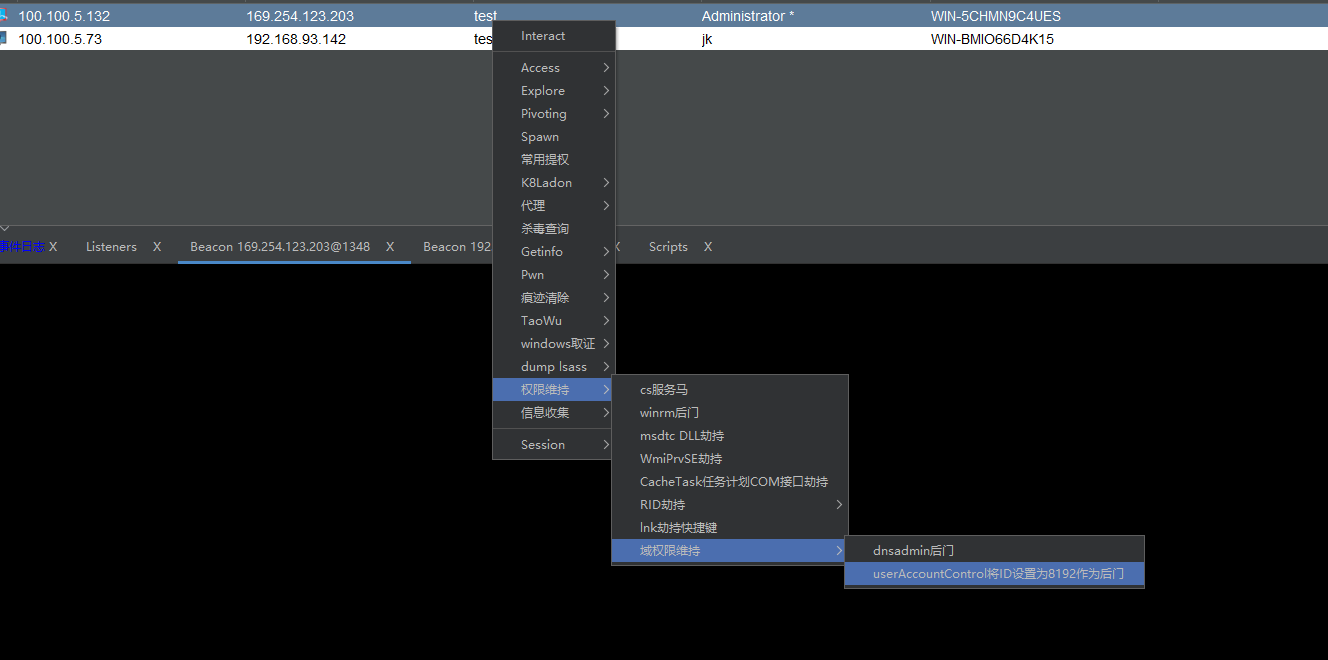 100.100.5.132 169.254.123.203 test Administrator * WIN-5CHMN9C4UES
100.100.5.73 192.168.93.142 tes jk WIN-BMIO66D4K15
Interact
Access
Explore
Pivoting
Spawn
常用提权
K8Ladon
代理
杀毒查询
事件日志 X Listeners X Beacon 169.254.123.203@1348 X Beacon 192. X Scripts X
Getinfo
Pwn
痕迹清除
TaoWu
windows取证
dump lsass
权限维持
信息收集
Session
cs服务马
winrm后门
msdtc DLL劫持
WmiPrvSE劫持
CacheTask任务计划COM接口劫持
RID劫持
lnk劫持快捷键
域权限维持
dnsadmin后门
userAccountControl将ID设置为8192作为后门